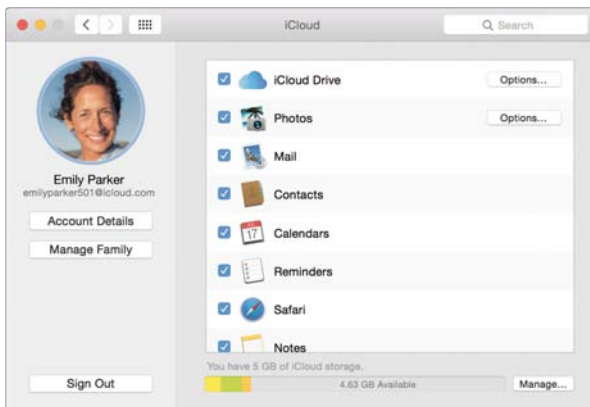 iCloud
Search
Emily Parker
emilyparker501@icloud.com
Account Details
Manage Family
Sign Out
iCloud Drive
Options...
Photos
Options...
Mail
Contacts
17
Calendars
Reminders
Safari
Notes
You have 5 GB of iCloud storage.
4.63 GB Available
Manage...